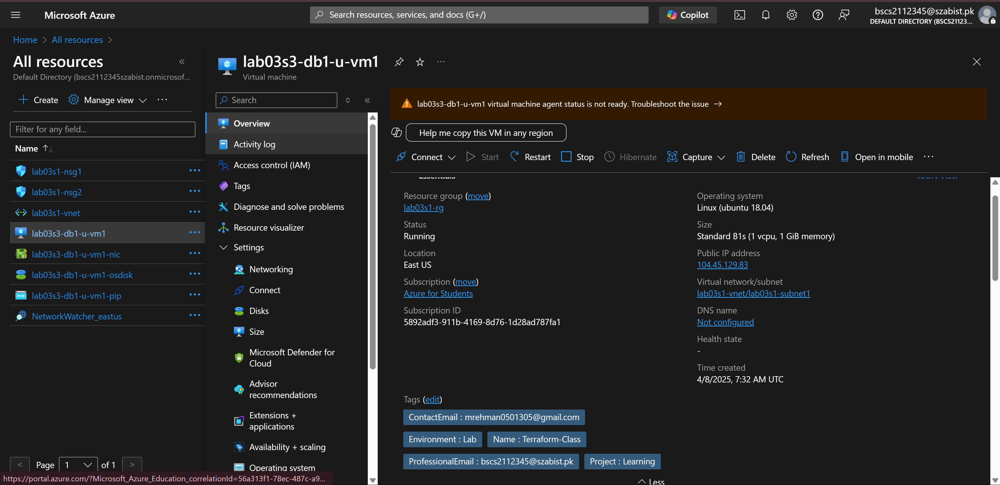 Microsoft Azure
Search resources, services, and docs (G+/)
Copilot
bscs2112345@szabist.pk
DEFAULT DIRECTORY (BSCS21123...
Home > All resources >
All resources
Default Directory (bscs2112345szabist.onmicrosof...
Create
Manage view
Filter for any field...
Name
lab03s1-nsg1
lab03s1-nsg2
lab03s1-vnet
lab03s3-db1-u-vm1
lab03s3-db1-u-vm1-nic
lab03s3-db1-u-vm1-osdisk
lab03s3-db1-u-vm1-pip
NetworkWatcher_eastus
< Page 1 of 1 >
https://portal.azure.com/?Microsoft_Azure_Education_correlationId=56a313f1-78ec-487c-a9...
lab03s3-db1-u-vm1
Virtual machine
Search
Overview
Activity log
Access control (IAM)
Tags
Diagnose and solve problems
Resource visualizer
Settings
Networking
Connect
Disks
Size
Microsoft Defender for
Cloud
Advisor
recommendations
Extensions +
applications
Availability + scaling
Operating system
lab03s3-db1-u-vm1 virtual machine agent status is not ready. Troubleshoot the issue →
Help me copy this VM in any region
Connect
Start
Restart
Stop
Hibernate
Capture
Delete
Refresh
Open in mobile
Essentials
JSON View
Resource group (move)
lab03s1-rg
Status
Running
Location
East US
Subscription (move)
Azure for Students
Subscription ID
5892adf3-911b-4169-8d76-1d28ad787fa1
Operating system
Linux (ubuntu 18.04)
Size
Standard B1s (1 vcpu, 1 GiB memory)
Public IP address
104.45.129.83
Virtual network/subnet
lab03s1-vnet/lab03s1-subnet1
DNS name
Not configured
Health state
-
Time created
4/8/2025, 7:32 AM UTC
Tags (edit)
ContactEmail : mrehman0501305@gmail.com
Environment : Lab
Name : Terraform-Class
ProfessionalEmail : bscs2112345@szabist.pk
Project : Learning
Less